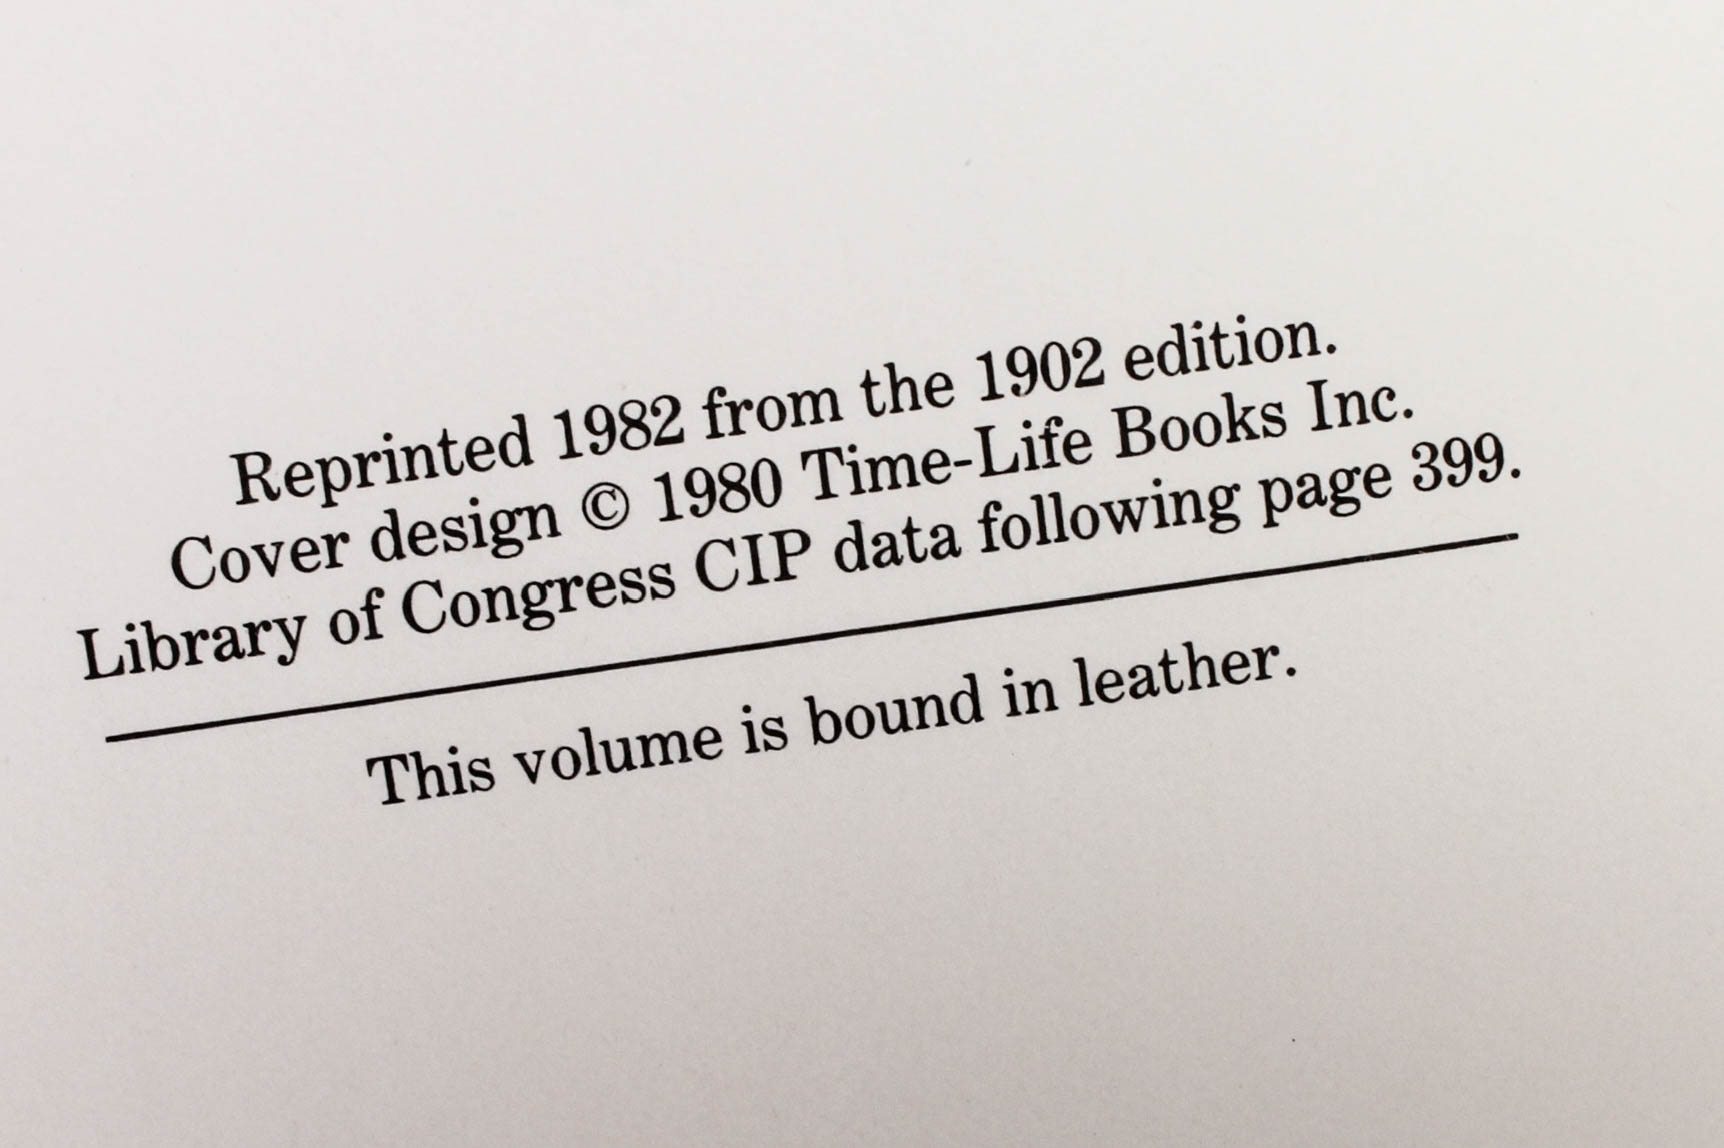 Reprinted 1982 from the 1902 edition.
Cover design © 1980 Time-Life Books Inc.
Library of Congress CIP data following page 399.
This volume is bound in leather.